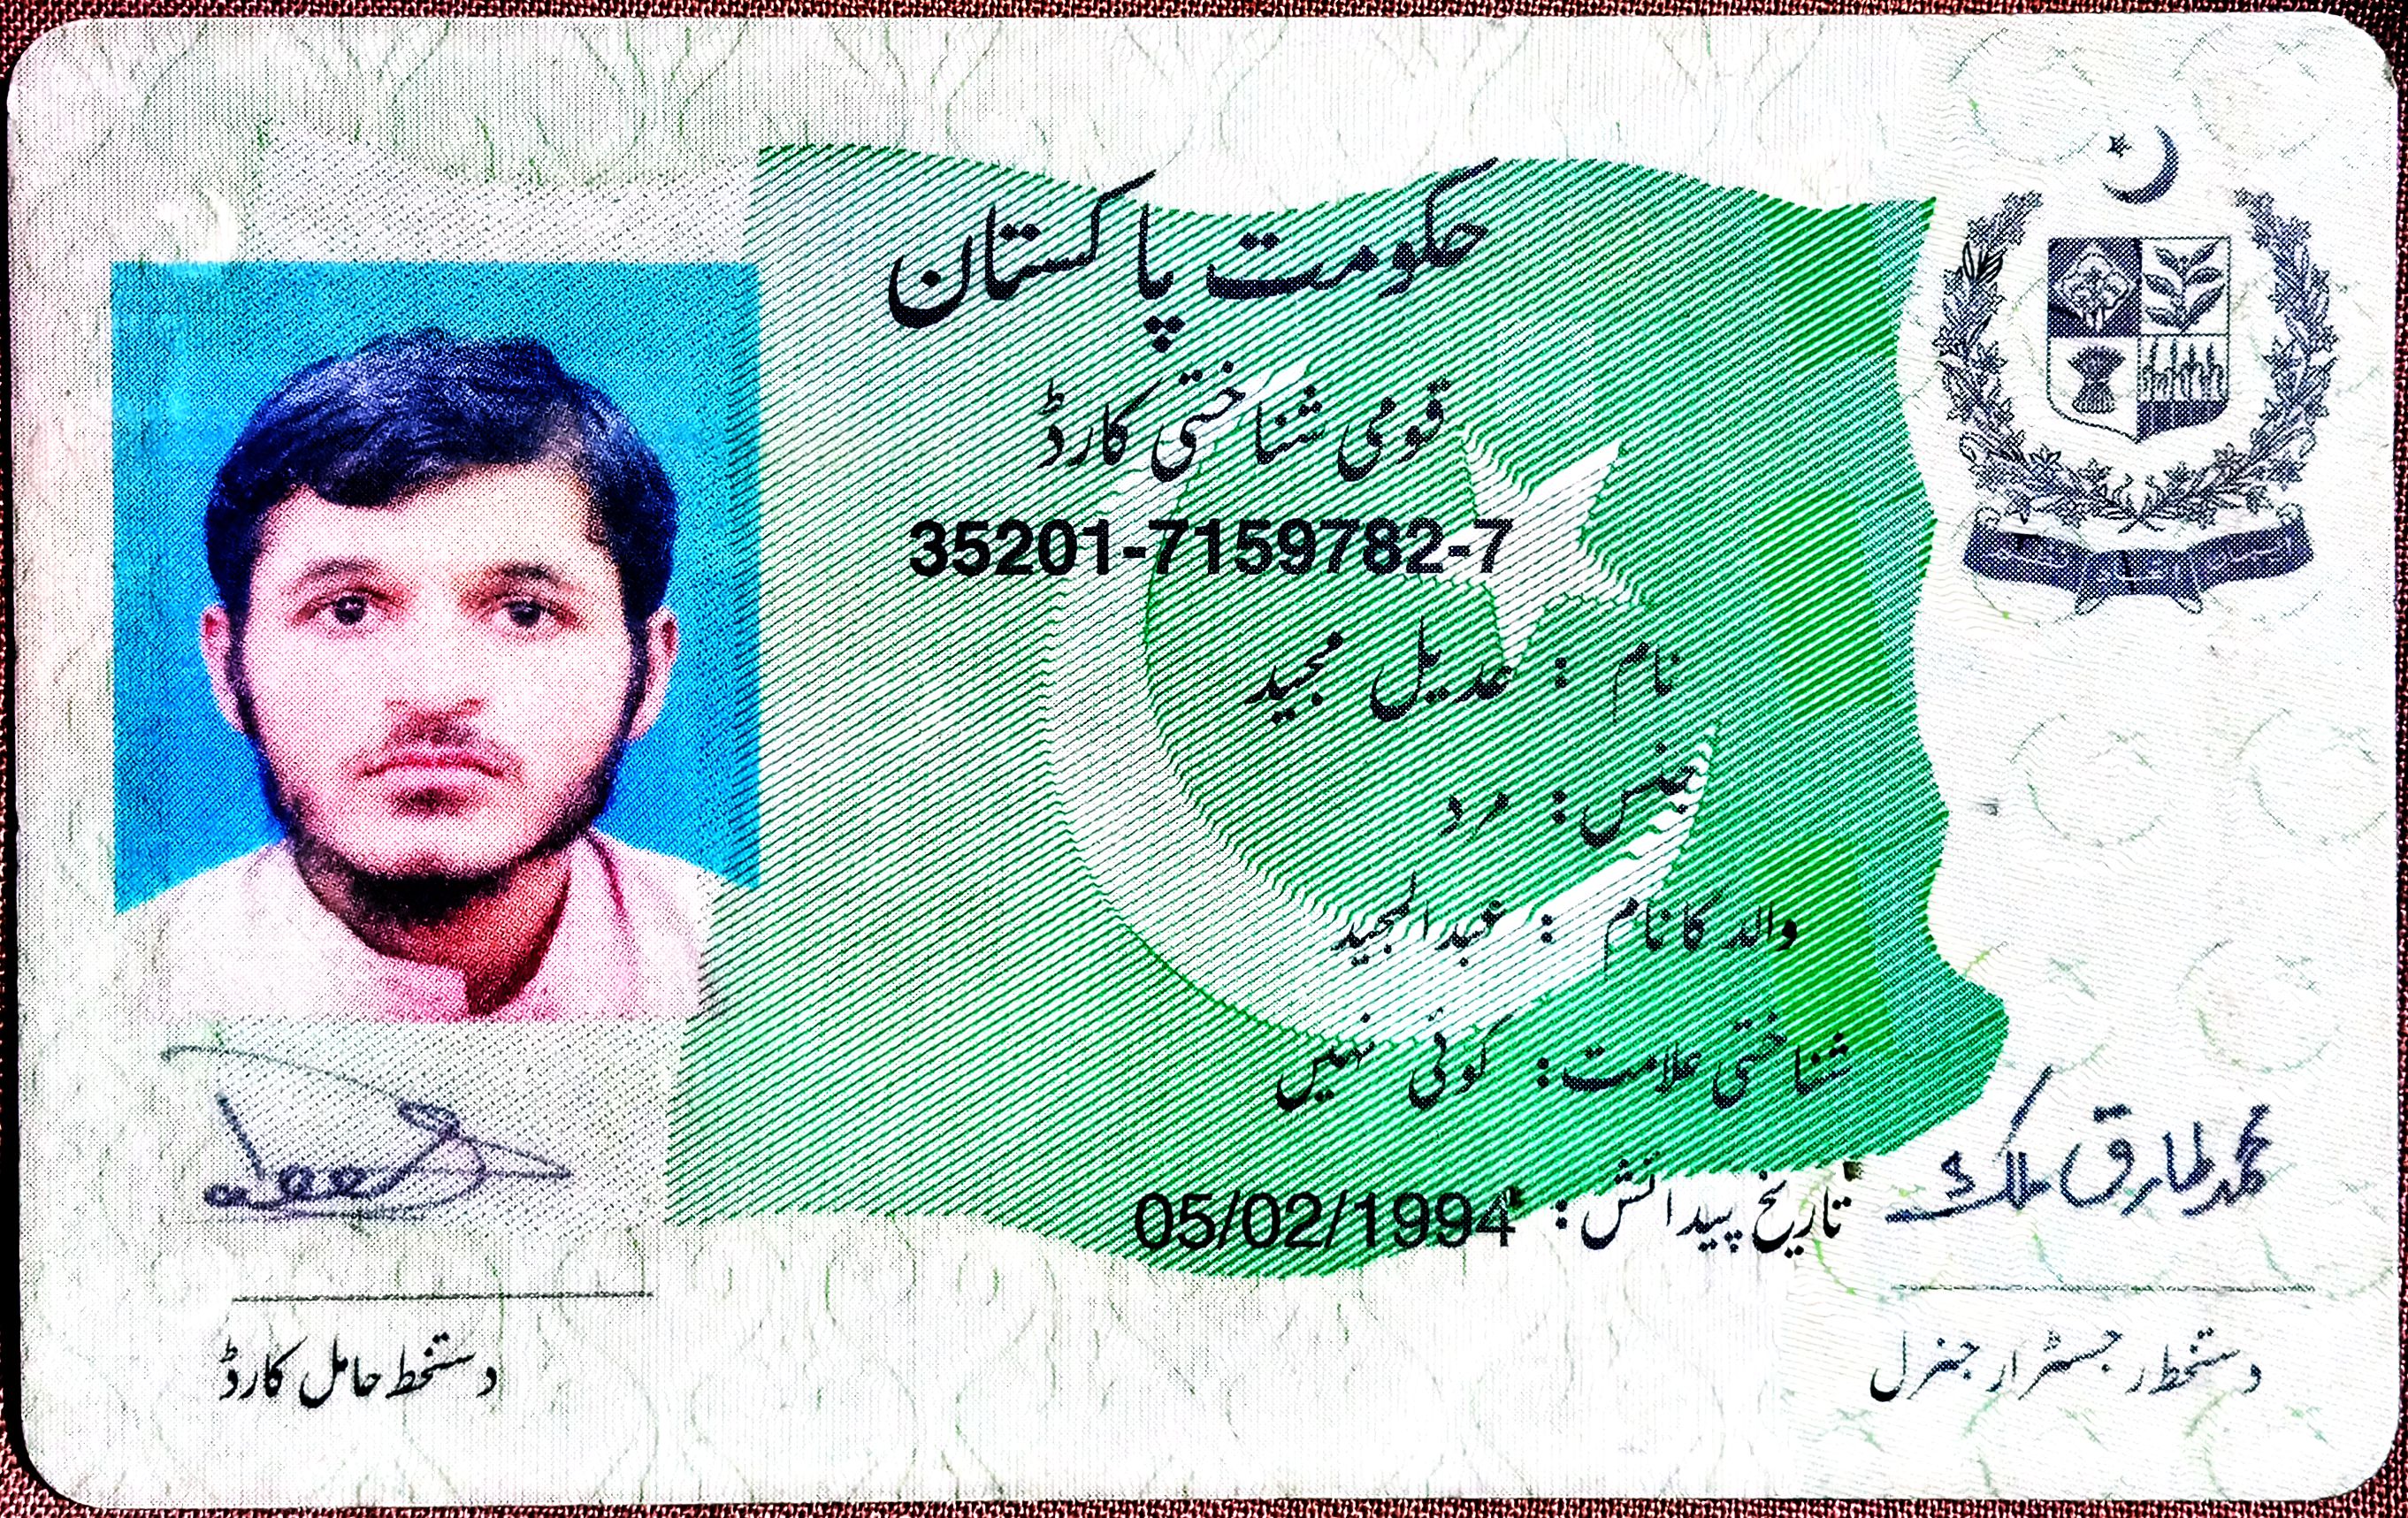 حکومت پاکستان
قومی شناختی کارڈ
35201-7159782-7
نام : عدیل مجید
جنس : مرد
والد کا نام : عبدالمجید
شناختی علامت : کوئی نہیں
تاریخ پیدائش : 05/02/1994
محمد طارق ملک
دستخط حامل کارڈ
دستخط رجسٹرار جنرل